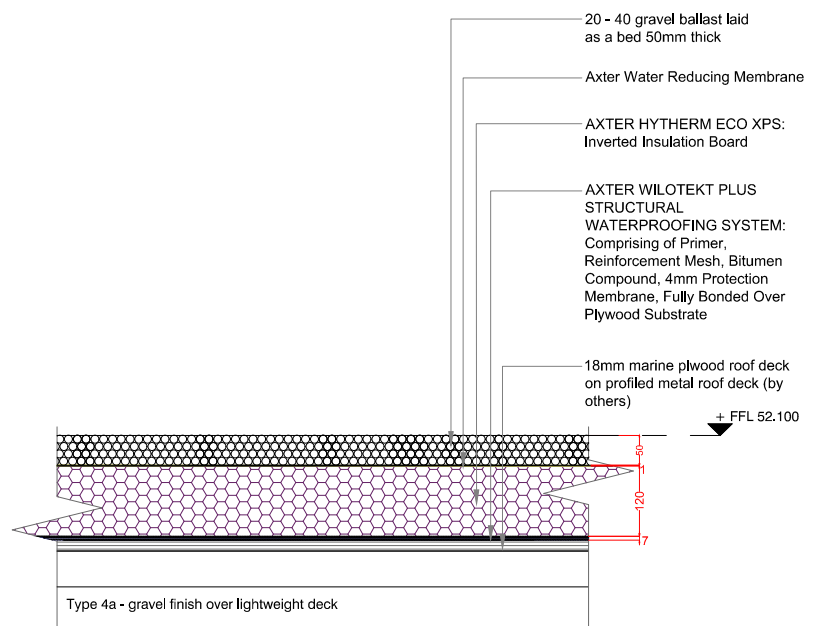 20 - 40 gravel ballast laid
as a bed 50mm thick
Axter Water Reducing Membrane
AXTER HYTHERM ECO XPS:
Inverted Insulation Board
AXTER WILOTEKT PLUS
STRUCTURAL
WATERPROOFING SYSTEM:
Comprising of Primer,
Reinforcement Mesh, Bitumen
Compound, 4mm Protection
Membrane, Fully Bonded Over
Plywood Substrate
18mm marine plwood roof deck
on profiled metal roof deck (by
others)
+ FFL 52.100
50
1
120
7
Type 4a - gravel finish over lightweight deck